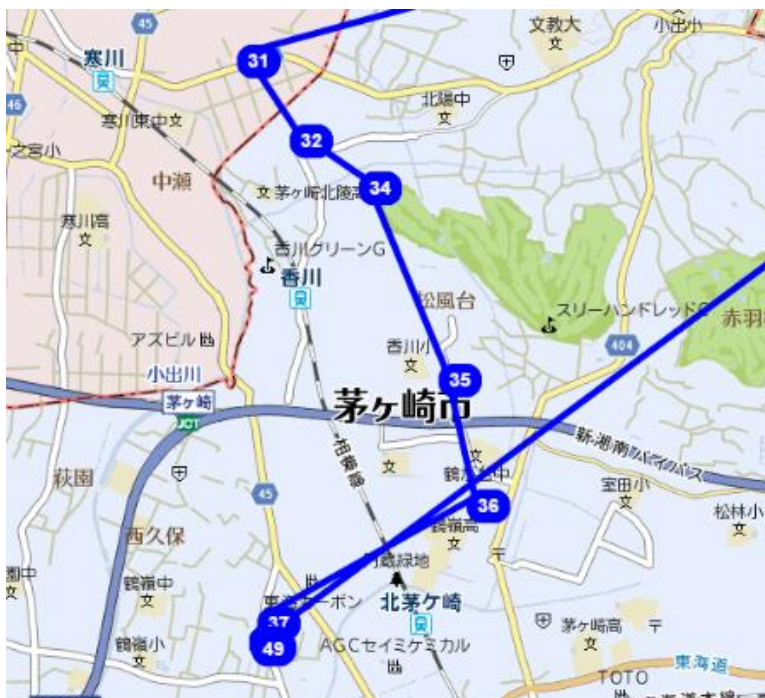 45
文教大
小出小
寒川
31
46
寒川東中
北陽中
之宮小
32
中瀬
茅ヶ崎北陵高
34
寒川高
香川グリーンG
香川
松風台
スリーハンドレッドC
赤羽根
アズビル
404
小出川
香川小
35
茅ヶ崎
茅ヶ崎市
JCT
新湘南バイパス
相模線
萩園
45
36
室田小
松林小
鶴嶺高
西久保
園中
鶴嶺中
北茅ケ崎
37
茅ヶ崎高
49
鶴嶺小
AGCセイミケミカル
TOTO
東海道